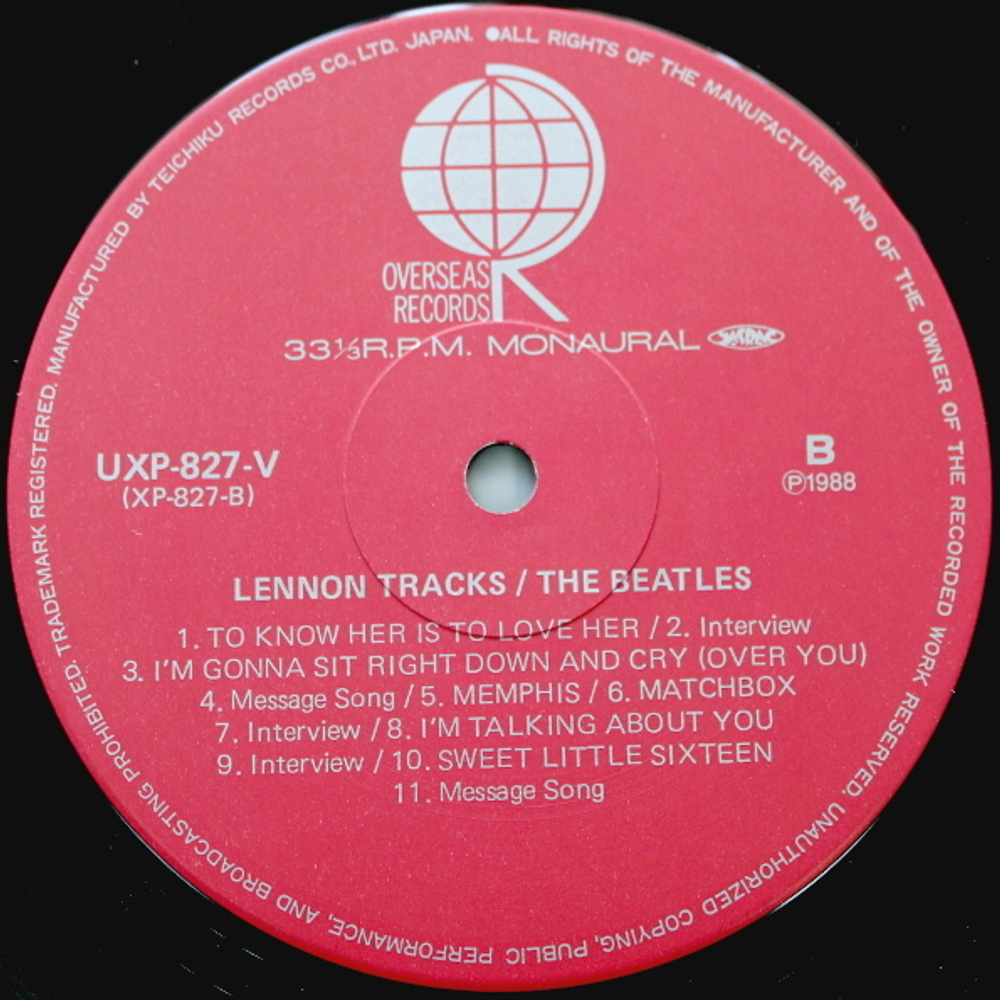 MANUFACTURED BY TEICHIKU RECORDS CO., LTD. JAPAN. ●ALL RIGHTS OF THE MANUFACTURER AND OF THE OWNER OF THE RECORDED WORK RESERVED. UNAUTHORIZED COPYING, PUBLIC PERFORMANCE, AND BROADCASTING PROHIBITED. TRADEMARK REGISTERED.
OVERSEAS
RECORDS
33⅓R.P.M. MONAURAL
UXP-827-V
(XP-827-B)
B
Ⓟ1988
LENNON TRACKS / THE BEATLES
1. TO KNOW HER IS TO LOVE HER / 2. Interview
3. I'M GONNA SIT RIGHT DOWN AND CRY (OVER YOU)
4. Message Song / 5. MEMPHIS / 6. MATCHBOX
7. Interview / 8. I'M TALKING ABOUT YOU
9. Interview / 10. SWEET LITTLE SIXTEEN
11. Message Song